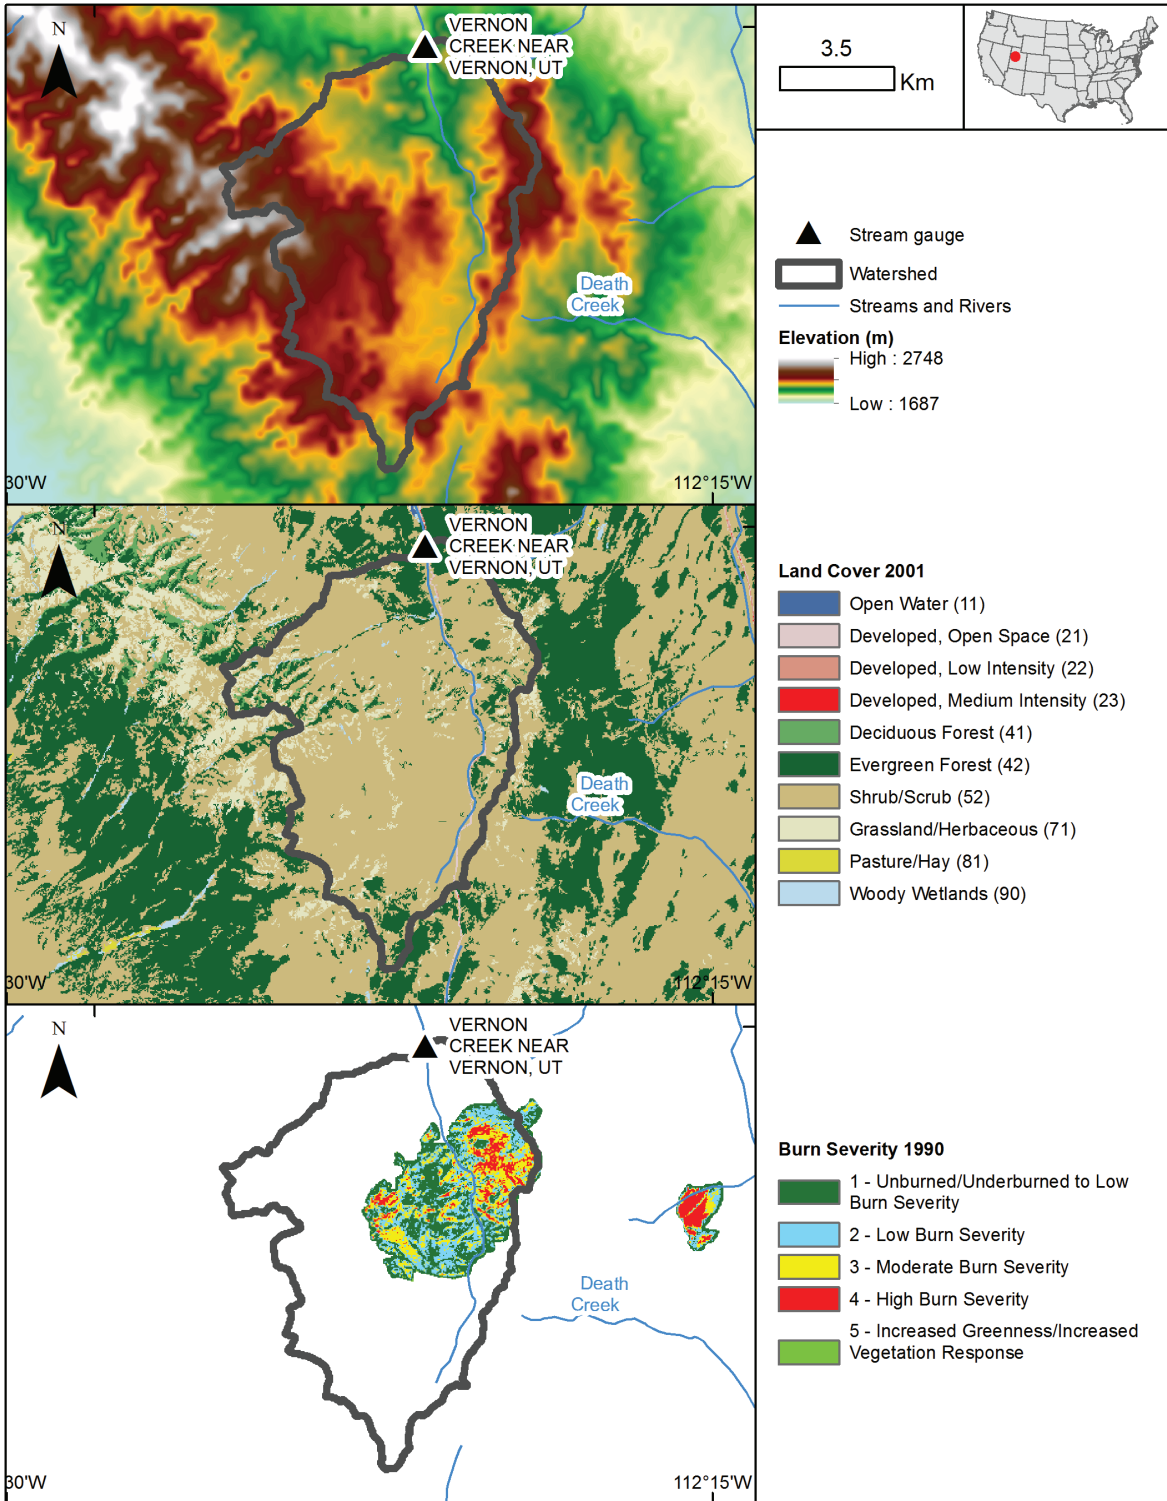 N
VERNON
CREEK NEAR
VERNON, UT
Death
Creek
30'W
112°15'W
3.5
Km
Stream gauge
Watershed
Streams and Rivers
Elevation (m)
High : 2748
Low : 1687
N
VERNON
CREEK NEAR
VERNON, UT
Death
Creek
30'W
112°15'W
Land Cover 2001
Open Water (11)
Developed, Open Space (21)
Developed, Low Intensity (22)
Developed, Medium Intensity (23)
Deciduous Forest (41)
Evergreen Forest (42)
Shrub/Scrub (52)
Grassland/Herbaceous (71)
Pasture/Hay (81)
Woody Wetlands (90)
N
VERNON
CREEK NEAR
VERNON, UT
Death
Creek
30'W
112°15'W
Burn Severity 1990
1 - Unburned/Underburned to Low
Burn Severity
2 - Low Burn Severity
3 - Moderate Burn Severity
4 - High Burn Severity
5 - Increased Greenness/Increased
Vegetation Response